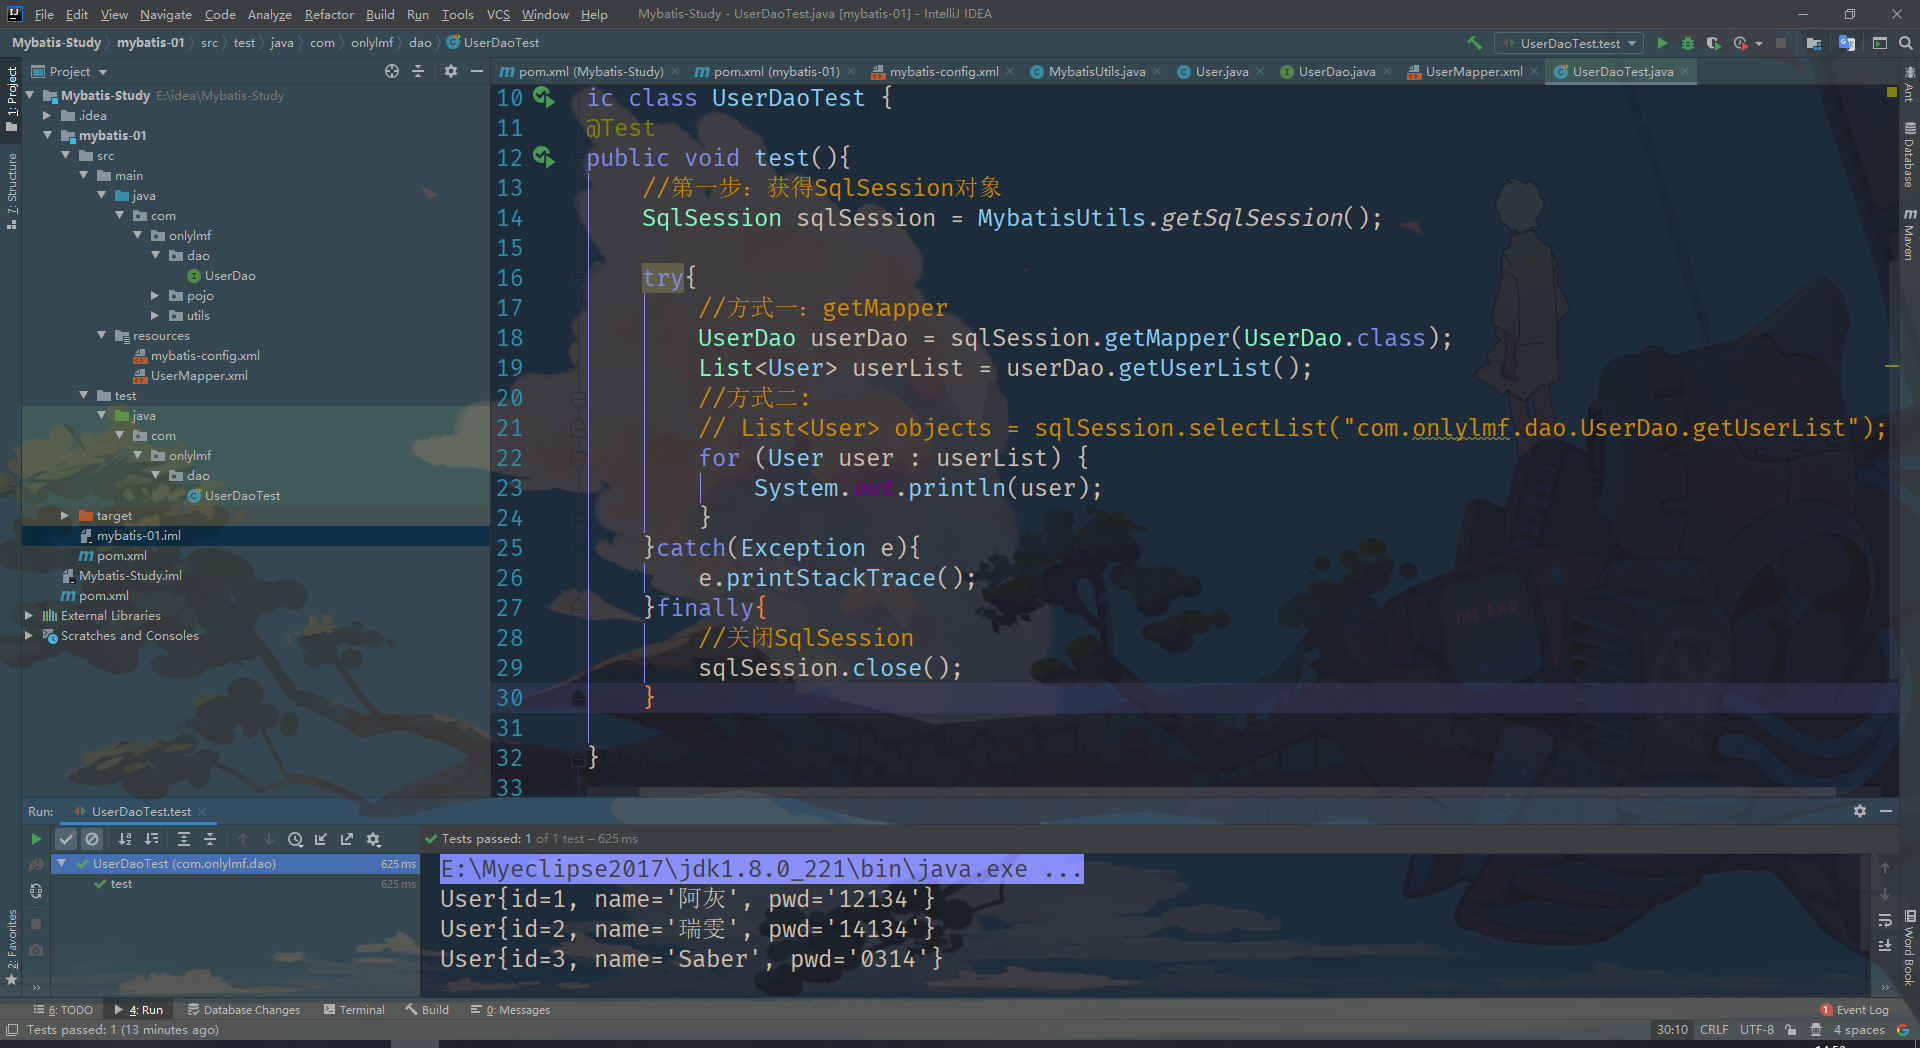 File Edit View Navigate Code Analyze Refactor Build Run Tools VCS Window Help Mybatis-Study - UserDaoTest.java [mybatis-01] - IntelliJ IDEA
Mybatis-Study mybatis-01 src test java com onlylmf dao UserDaoTest UserDaoTest.test
Project
pom.xml (Mybatis-Study) pom.xml (mybatis-01) mybatis-config.xml MybatisUtils.java User.java UserDao.java UserMapper.xml UserDaoTest.java
1: Project
7: Structure
2: Favorites
Mybatis-Study E:\idea\Mybatis-Study
.idea
mybatis-01
src
main
java
com
onlylmf
dao
UserDao
pojo
utils
resources
mybatis-config.xml
UserMapper.xml
test
java
com
onlylmf
dao
UserDaoTest
target
mybatis-01.iml
pom.xml
Mybatis-Study.iml
pom.xml
External Libraries
Scratches and Consoles
10 ic class UserDaoTest {
11 @Test
12 public void test(){
13 //第一步：获得SqlSession对象
14 SqlSession sqlSession = MybatisUtils.getSqlSession();
15
16 try{
17 //方式一：getMapper
18 UserDao userDao = sqlSession.getMapper(UserDao.class);
19 List<User> userList = userDao.getUserList();
20 //方式二:
21 // List<User> objects = sqlSession.selectList("com.onlylmf.dao.UserDao.getUserList");
22 for (User user : userList) {
23 System.out.println(user);
24 }
25 }catch(Exception e){
26 e.printStackTrace();
27 }finally{
28 //关闭SqlSession
29 sqlSession.close();
30 }
31
32 }
33
Ant
Database
Maven
Word Book
Run: UserDaoTest.test
Tests passed: 1 of 1 test – 625 ms
UserDaoTest (com.onlylmf.dao) 625 ms
test 625 ms
E:\Myeclipse2017\jdk1.8.0_221\bin\java.exe ...
User{id=1, name='阿灰', pwd='12134'}
User{id=2, name='瑞雯', pwd='14134'}
User{id=3, name='Saber', pwd='0314'}
6: TODO 4: Run Database Changes Terminal Build 0: Messages 1 Event Log
Tests passed: 1 (13 minutes ago) 30:10 CRLF UTF-8 4 spaces